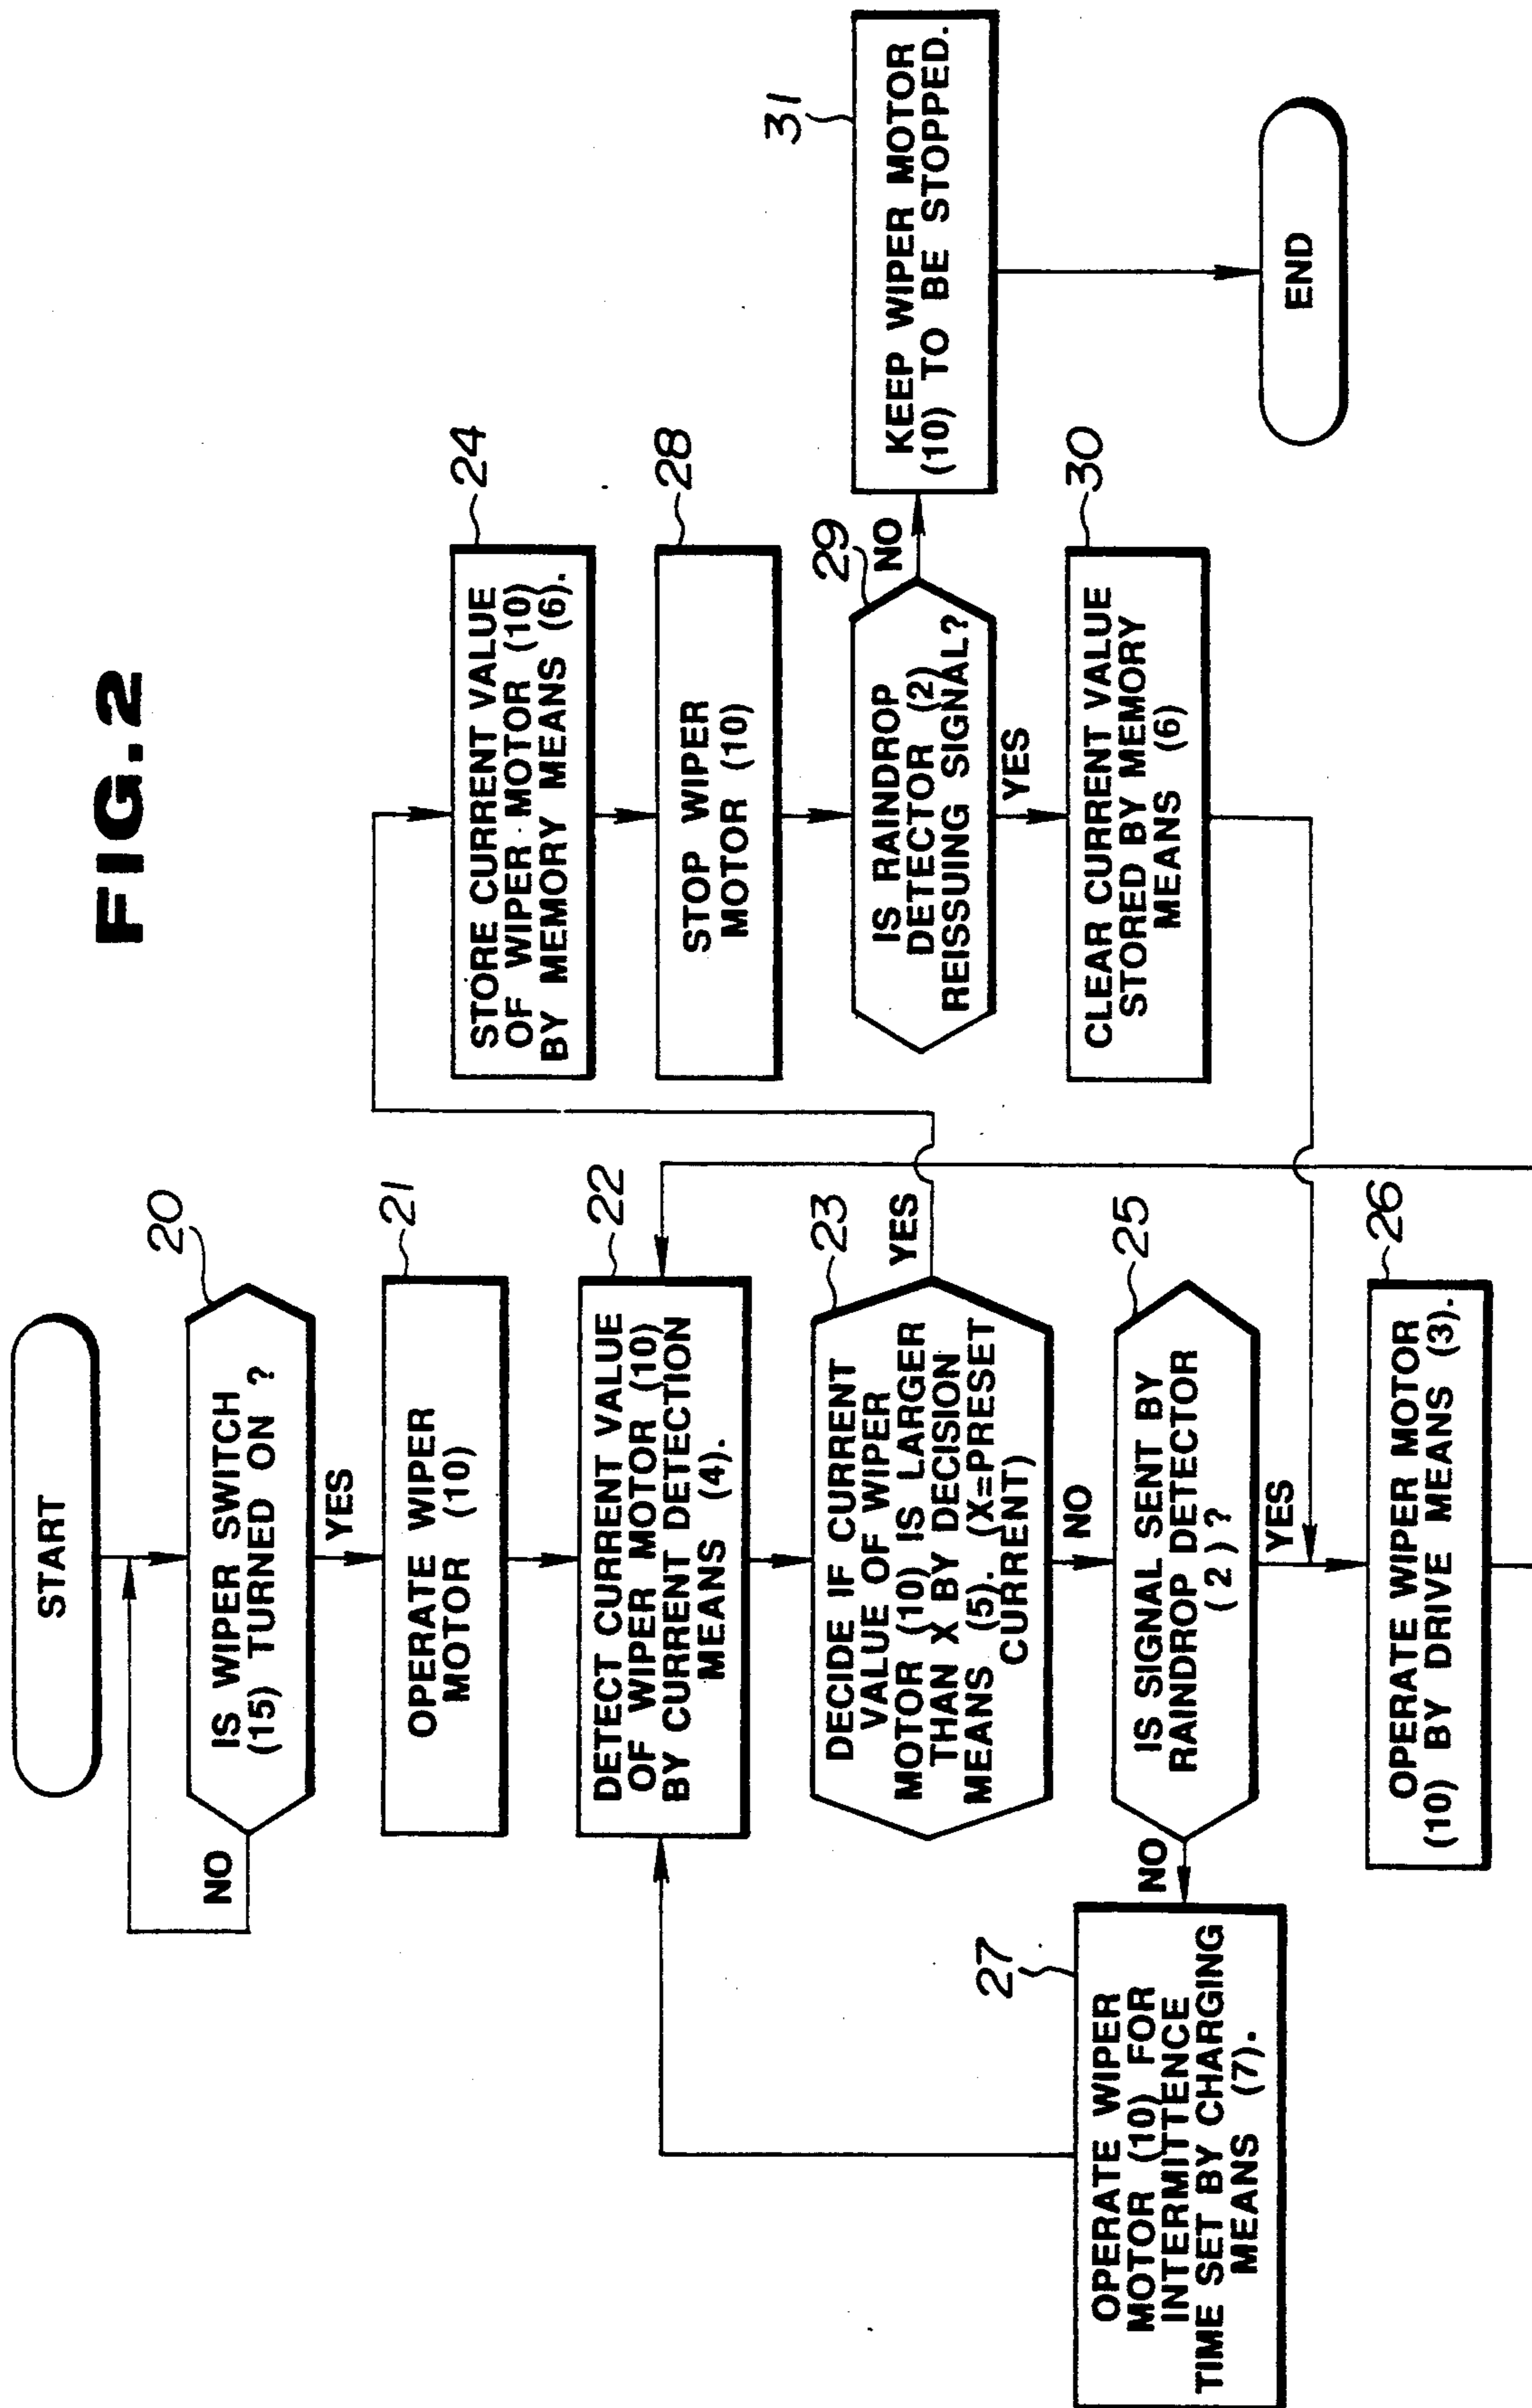 FIG.2
START
20
IS WIPER SWITCH
(15) TURNED ON ?
NO
YES
21
OPERATE WIPER
MOTOR (10)
22
DETECT CURRENT VALUE
OF WIPER MOTOR (10)
BY CURRENT DETECTION
MEANS (4).
23
DECIDE IF CURRENT
VALUE OF WIPER
MOTOR (10) IS LARGER
THAN X BY DECISION
MEANS (5). (X=PRESET
CURRENT)
YES
NO
25
IS SIGNAL SENT BY
RAINDROP DETECTOR
(2)?
NO
YES
26
OPERATE WIPER MOTOR
(10) BY DRIVE MEANS (3).
27
OPERATE WIPER
MOTOR (10) FOR
INTERMITTENCE
TIME SET BY CHARGING
MEANS (7).
24
STORE CURRENT VALUE
OF WIPER MOTOR (10)
BY MEMORY MEANS (6).
28
STOP WIPER
MOTOR (10)
29
IS RAINDROP
DETECTOR (2)
REISSUING SIGNAL?
NO
YES
30
CLEAR CURRENT VALUE
STORED BY MEMORY
MEANS (6)
31
KEEP WIPER MOTOR
(10) TO BE STOPPED.
END